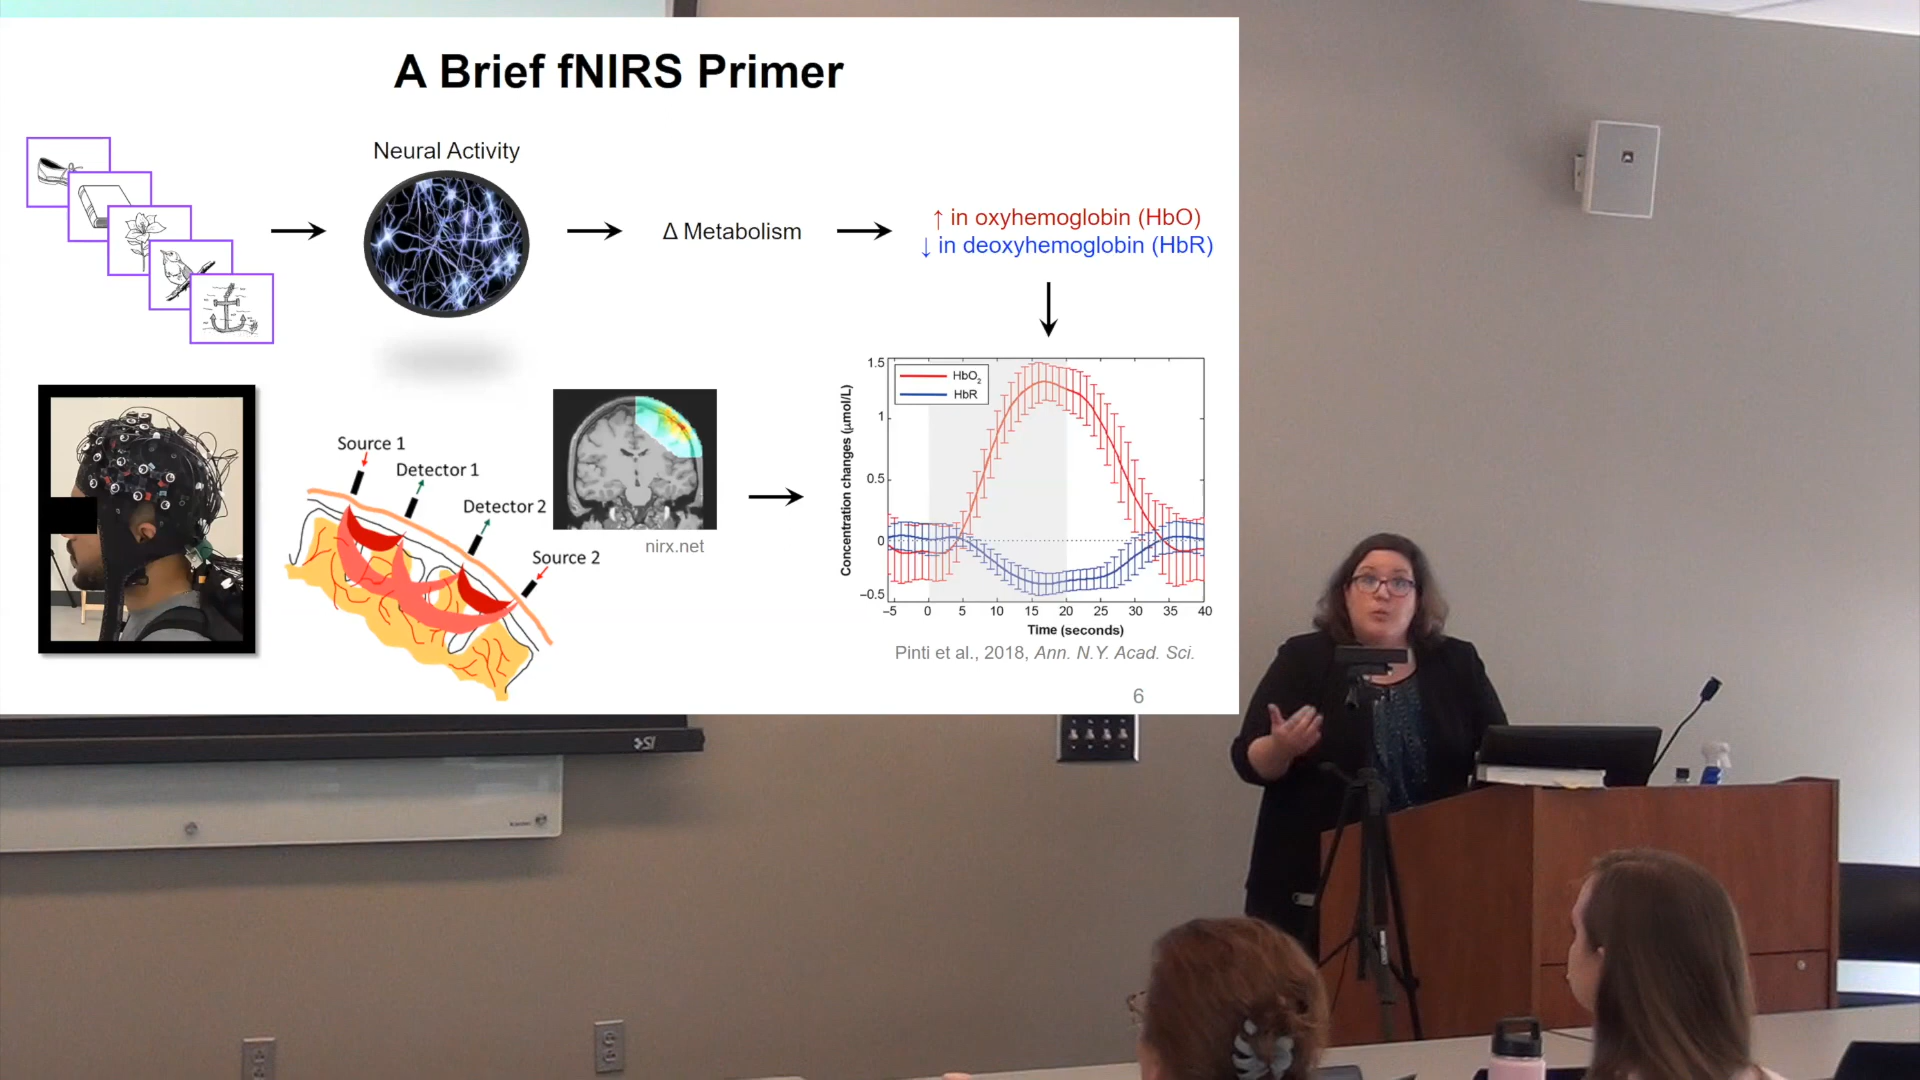 A Brief fNIRS Primer
Neural Activity
Δ Metabolism
↑ in oxyhemoglobin (HbO)
↓ in deoxyhemoglobin (HbR)
Source 1
Detector 1
Detector 2
Source 2
nirx.net
Concentration changes (μmol/L)
1.5
1
0.5
0
−0.5
HbO2
HbR
−5 0 5 10 15 20 25 30 35 40
Time (seconds)
Pinti et al., 2018, Ann. N.Y. Acad. Sci.
6
SI